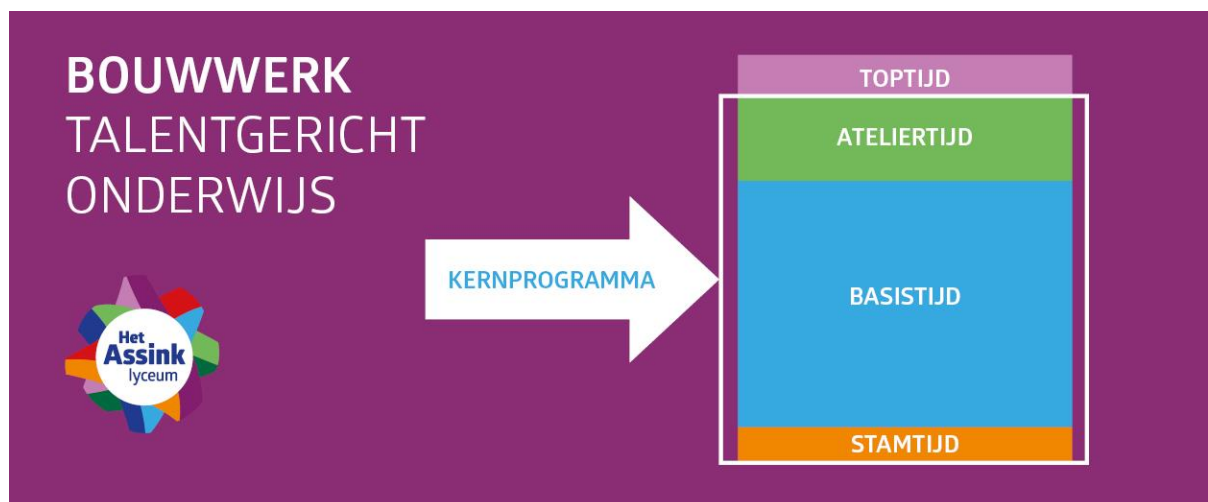 BOUWWERK
TALENTGERICHT
ONDERWIJS
Het
Assink
lyceum
KERNPROGRAMMA
TOPTIJD
ATELIERTIJD
BASISTIJD
STAMTIJD